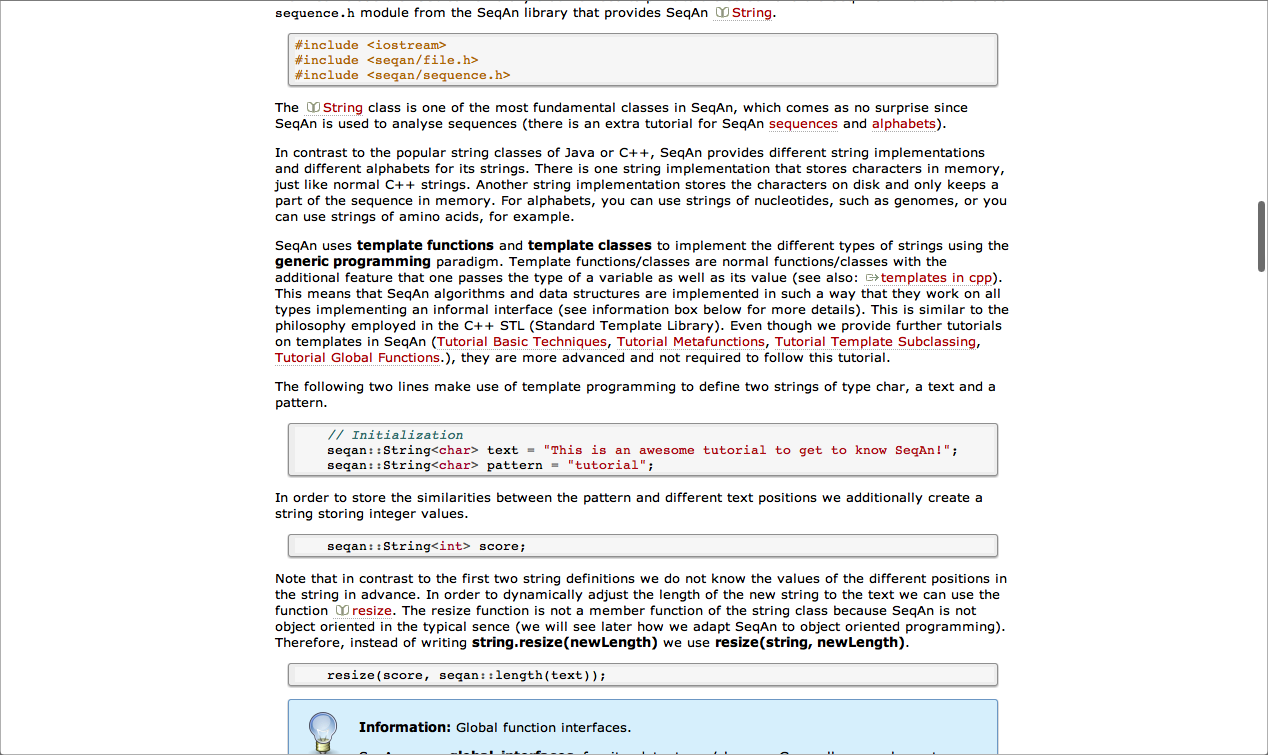 sequence.h module from the SeqAn library that provides SeqAn String.
#include <iostream>
#include <seqan/file.h>
#include <seqan/sequence.h>
The String class is one of the most fundamental classes in SeqAn, which comes as no surprise since
SeqAn is used to analyse sequences (there is an extra tutorial for SeqAn sequences and alphabets).
In contrast to the popular string classes of Java or C++, SeqAn provides different string implementations
and different alphabets for its strings. There is one string implementation that stores characters in memory,
just like normal C++ strings. Another string implementation stores the characters on disk and only keeps a
part of the sequence in memory. For alphabets, you can use strings of nucleotides, such as genomes, or you
can use strings of amino acids, for example.
SeqAn uses template functions and template classes to implement the different types of strings using the
generic programming paradigm. Template functions/classes are normal functions/classes with the
additional feature that one passes the type of a variable as well as its value (see also: templates in cpp).
This means that SeqAn algorithms and data structures are implemented in such a way that they work on all
types implementing an informal interface (see information box below for more details). This is similar to the
philosophy employed in the C++ STL (Standard Template Library). Even though we provide further tutorials
on templates in SeqAn (Tutorial Basic Techniques, Tutorial Metafunctions, Tutorial Template Subclassing,
Tutorial Global Functions.), they are more advanced and not required to follow this tutorial.
The following two lines make use of template programming to define two strings of type char, a text and a
pattern.
// Initialization
seqan::String<char> text = "This is an awesome tutorial to get to know SeqAn!";
seqan::String<char> pattern = "tutorial";
In order to store the similarities between the pattern and different text positions we additionally create a
string storing integer values.
seqan::String<int> score;
Note that in contrast to the first two string definitions we do not know the values of the different positions in
the string in advance. In order to dynamically adjust the length of the new string to the text we can use the
function resize. The resize function is not a member function of the string class because SeqAn is not
object oriented in the typical sence (we will see later how we adapt SeqAn to object oriented programming).
Therefore, instead of writing string.resize(newLength) we use resize(string, newLength).
resize(score, seqan::length(text));
Information: Global function interfaces.